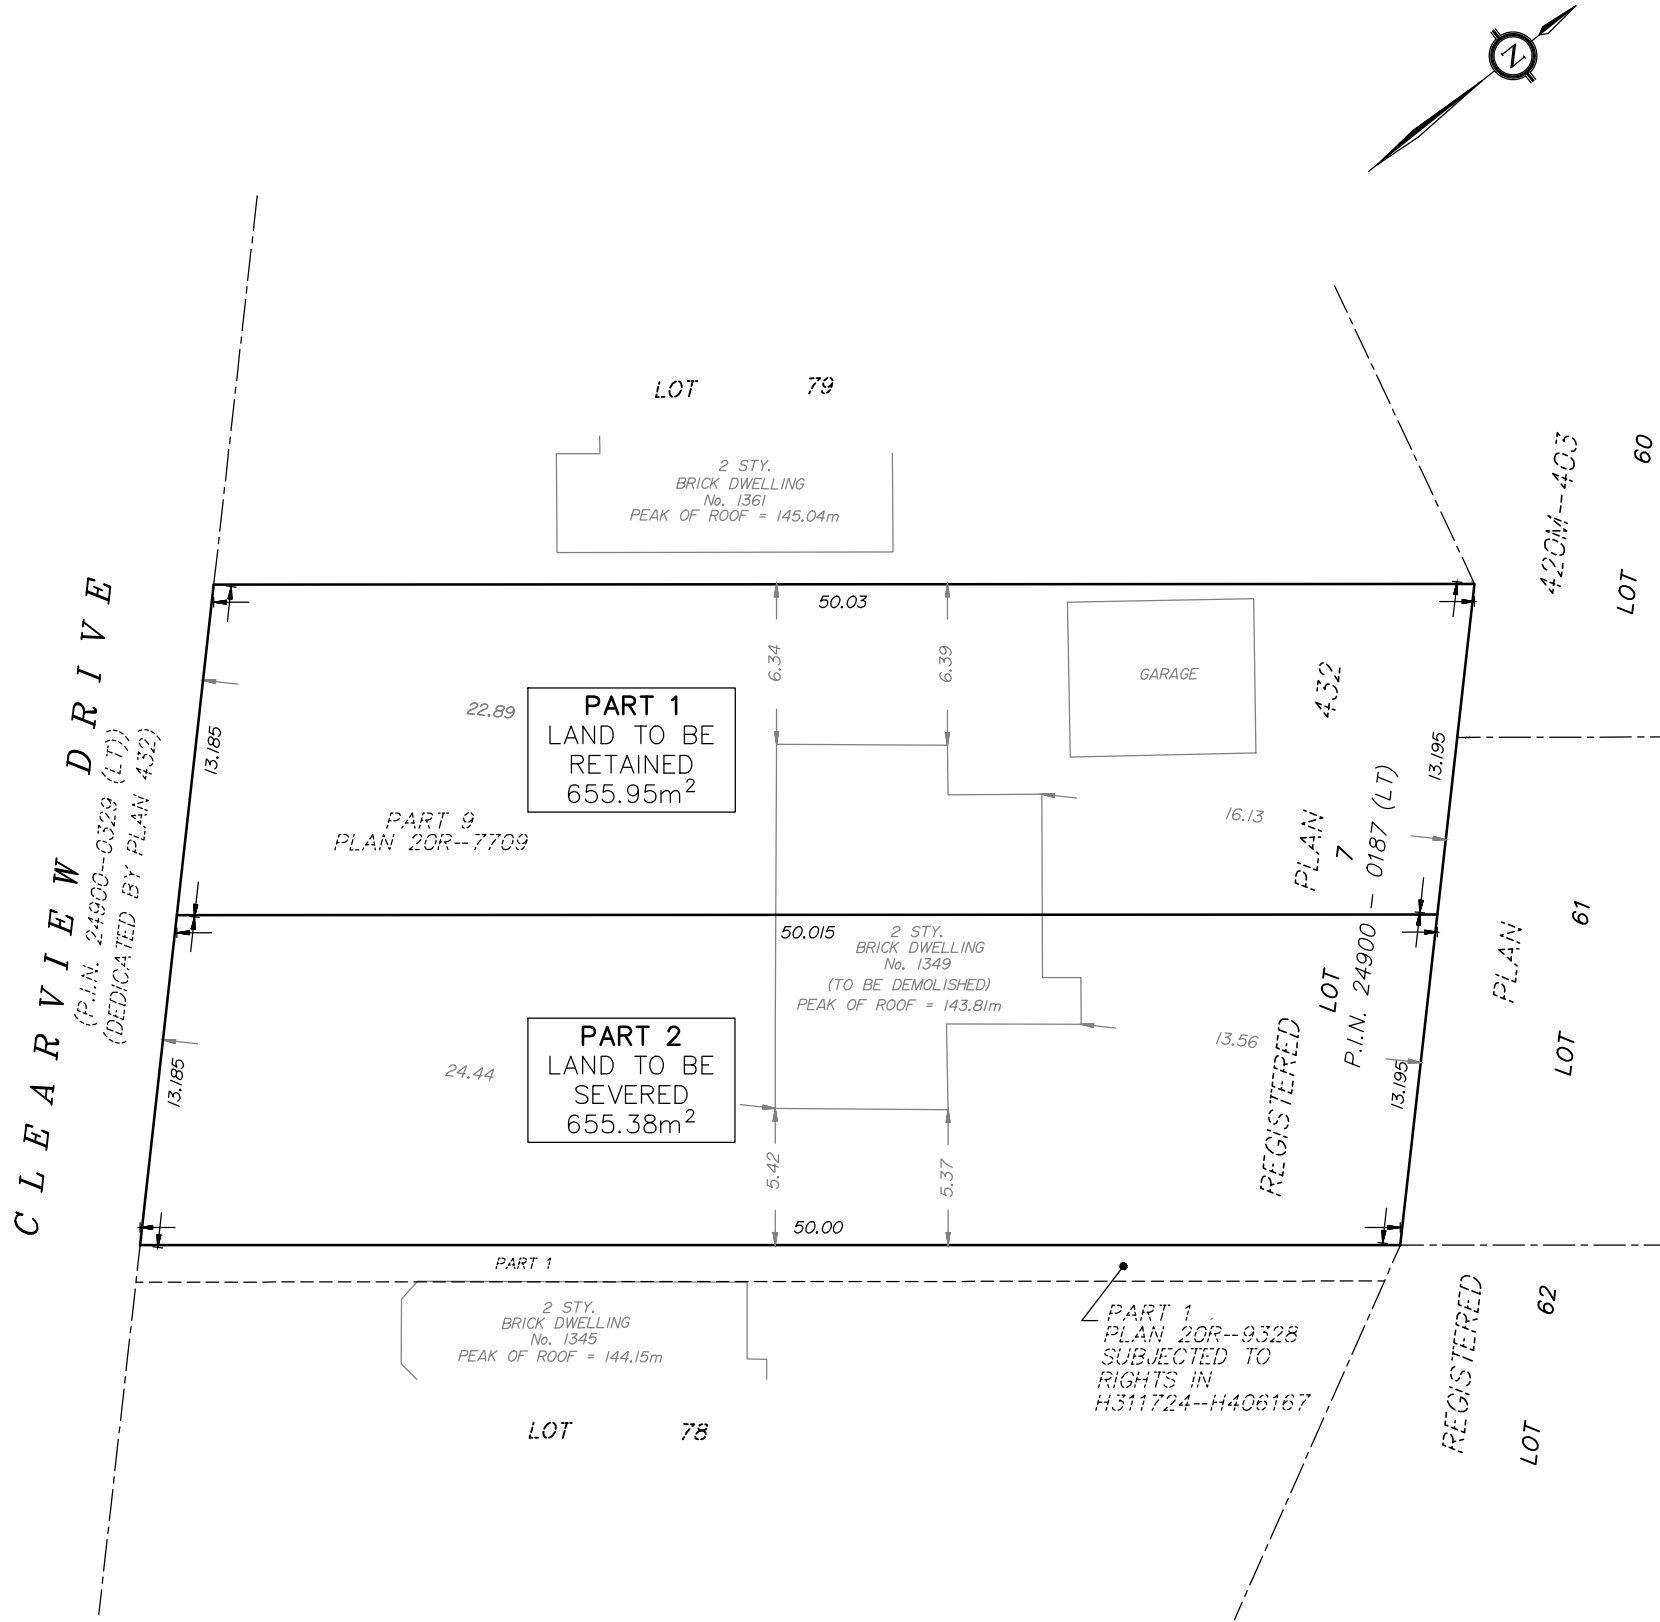 N
LOT 79
2 STY.
BRICK DWELLING
No. 1361
PEAK OF ROOF = 145.04m
420M--403
LOT 60
50.03
6.34
6.39
GARAGE
22.89
PART 1
LAND TO BE
RETAINED
655.95m²
13.185
13.195
16.13
PART 9
PLAN 20R--7709
CLEARVIEW DRIVE
(P.I.N. 24900--0329 (LT))
(DEDICATED BY PLAN 432)
REGISTERED PLAN 432
LOT 7
P.I.N. 24900 - 0187 (LT)
REGISTERED PLAN
LOT 61
50.015
2 STY.
BRICK DWELLING
No. 1349
(TO BE DEMOLISHED)
PEAK OF ROOF = 143.81m
PART 2
LAND TO BE
SEVERED
655.38m²
24.44
13.56
13.185
13.195
5.42
5.37
50.00
PART 1
2 STY.
BRICK DWELLING
No. 1345
PEAK OF ROOF = 144.15m
PART 1
PLAN 20R--9328
SUBJECTED TO
RIGHTS IN
H311724--H406167
LOT 62
LOT 78